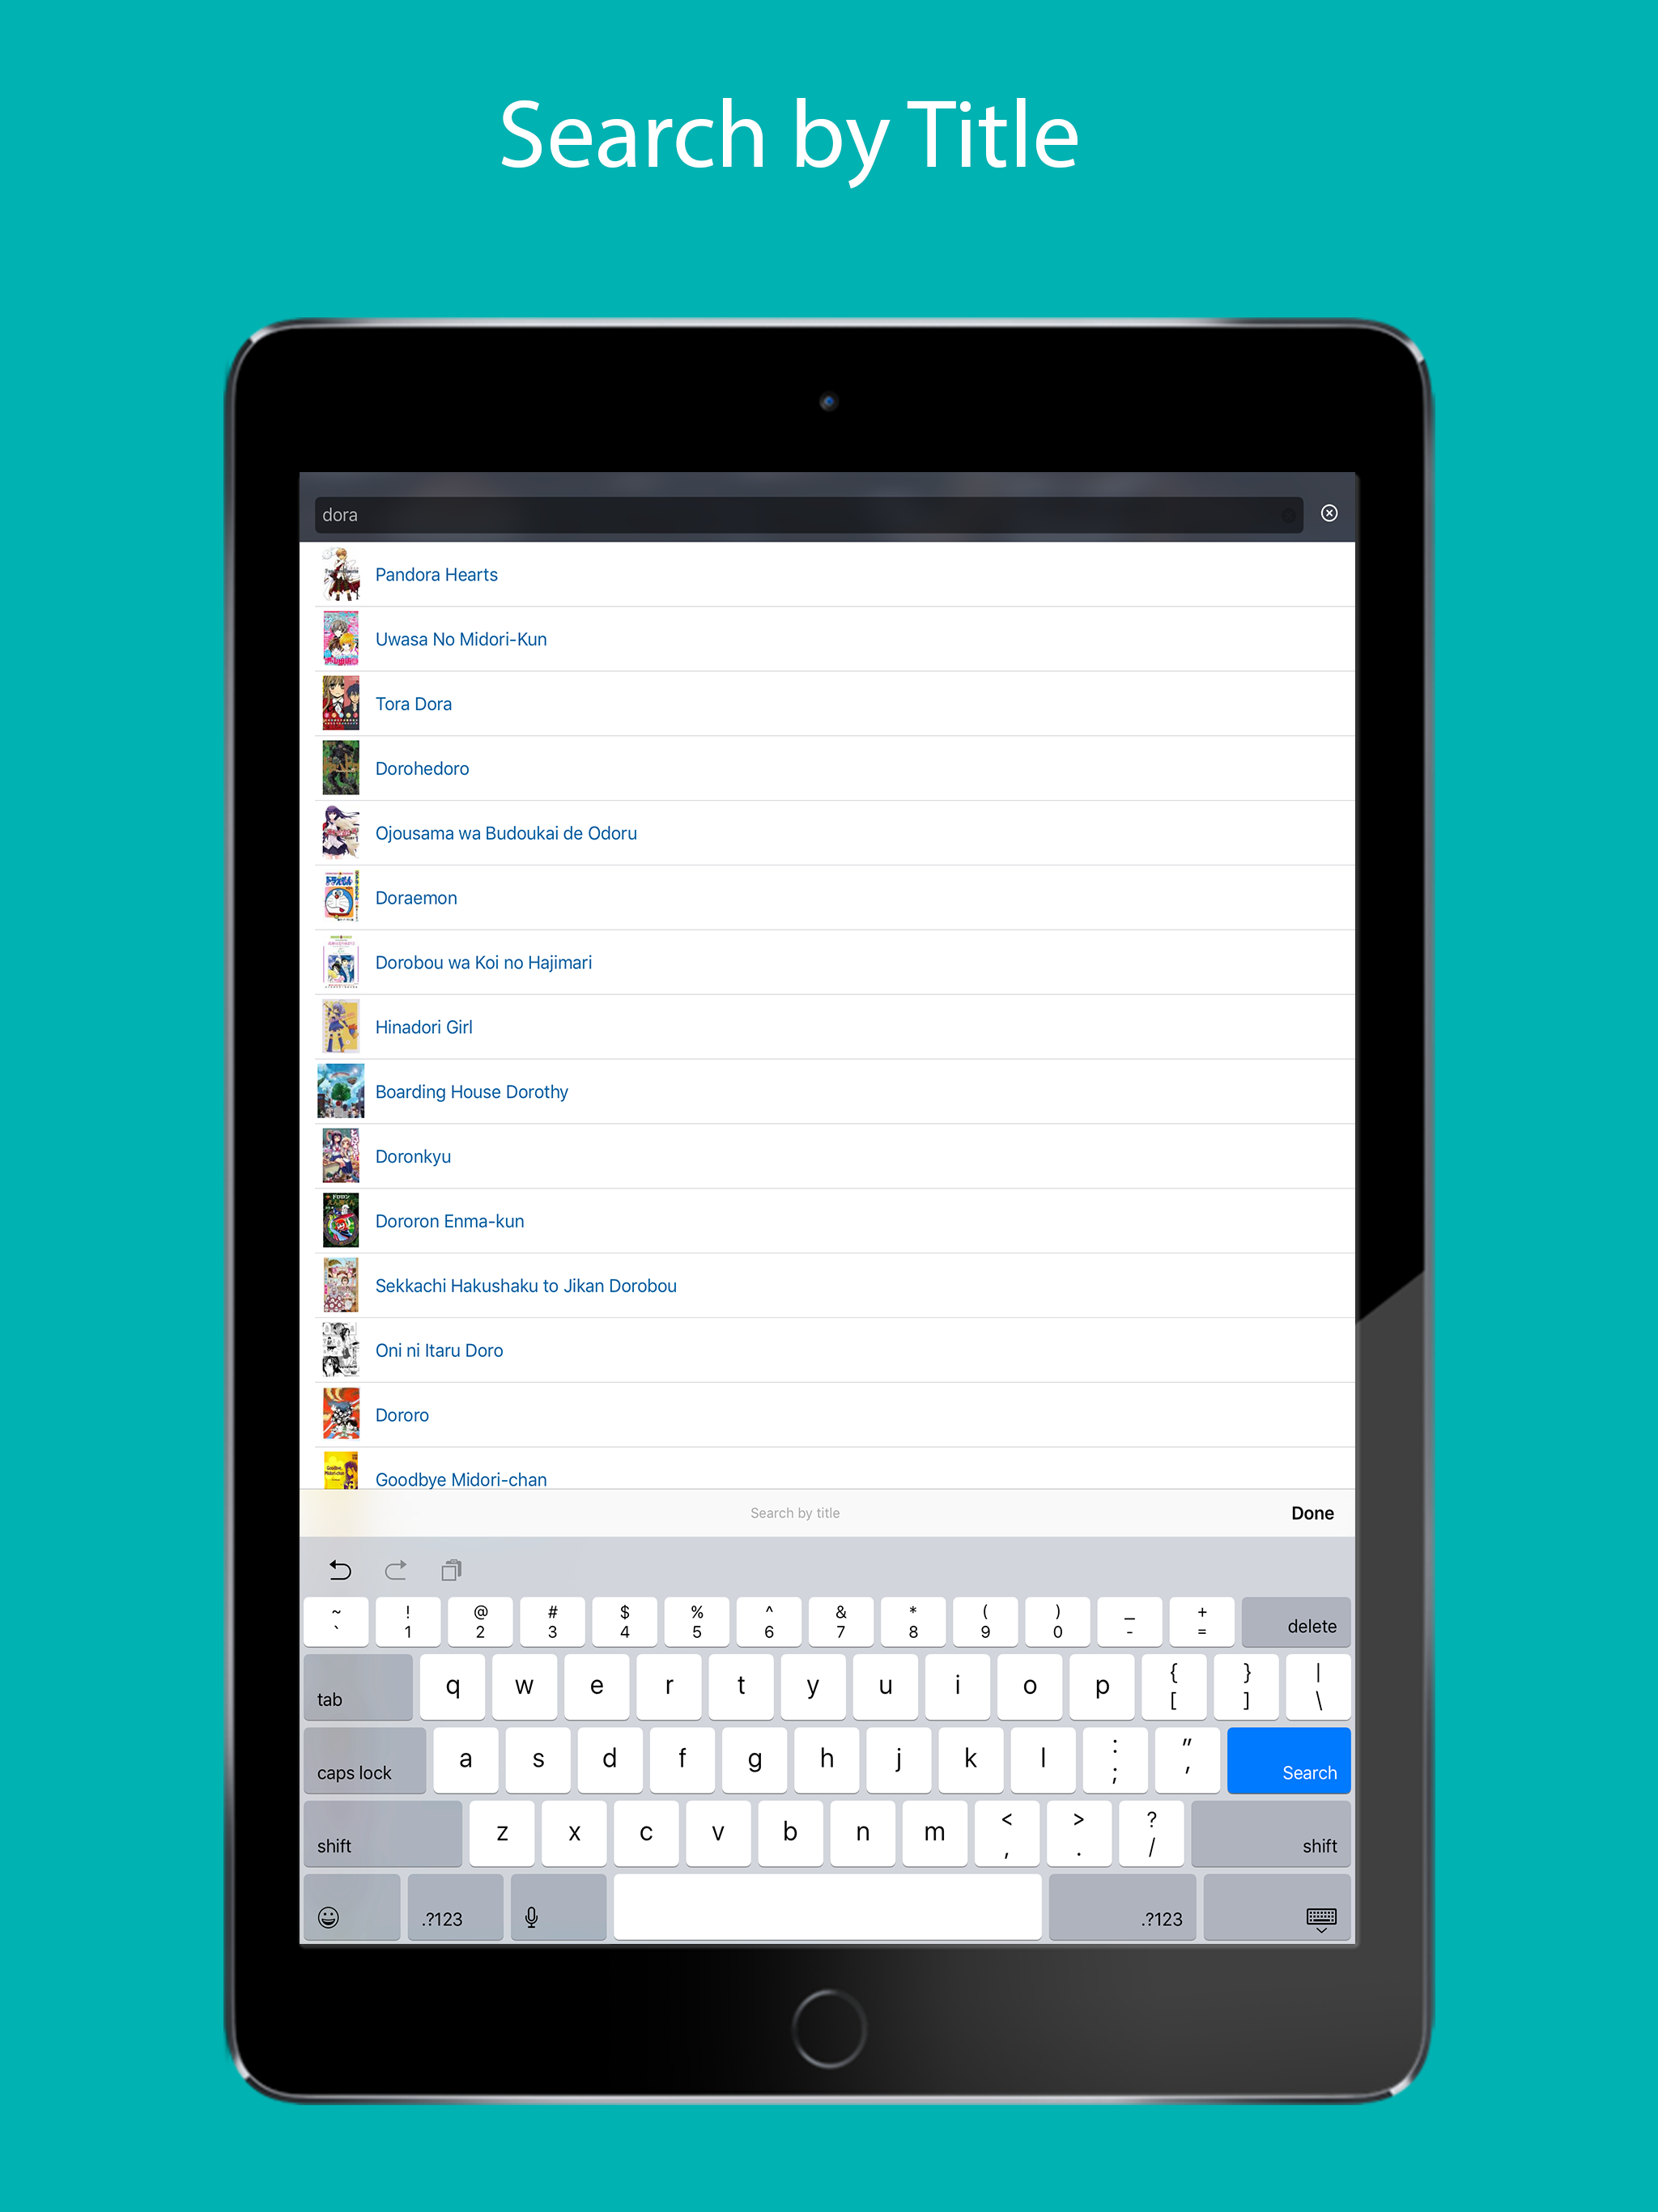 Search by Title
dora
Pandora Hearts
Uwasa No Midori-Kun
Tora Dora
Dorohedoro
Ojousama wa Budoukai de Odoru
Doraemon
Dorobou wa Koi no Hajimari
Hinadori Girl
Boarding House Dorothy
Doronkyu
Dororon Enma-kun
Sekkachi Hakushaku to Jikan Dorobou
Oni ni Itaru Doro
Dororo
Goodbye Midori-chan
Search by title Done
~ ! @ # $ % ^ & * ( ) _ +
` 1 2 3 4 5 6 7 8 9 0 - = delete
tab q w e r t y u i o p { } |
[ ] \
caps lock a s d f g h j k l : "
; ' Search
shift z x c v b n m < > ?
, . / shift
.?123 .?123